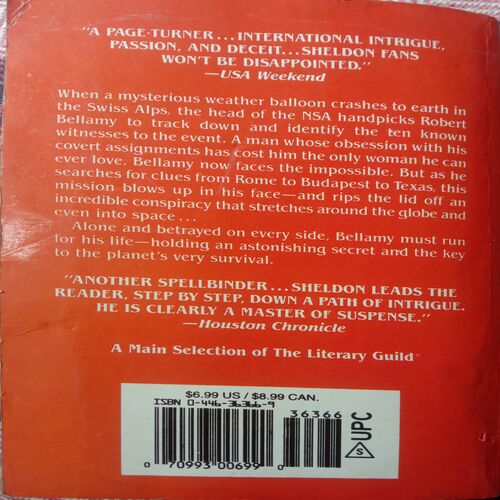 "A PAGE-TURNER...INTERNATIONAL INTRIGUE,
PASSION, AND DECEIT...SHELDON FANS
WON'T BE DISAPPOINTED."
—USA Weekend
When a mysterious weather balloon crashes to earth in
the Swiss Alps, the head of the NSA handpicks Robert
Bellamy to track down and identify the ten known
witnesses to the event. A man whose obsession with his
covert assignments has cost him the only woman he can
ever love, Bellamy now faces the impossible. But as he
searches for clues from Rome to Budapest to Texas, this
mission blows up in his face—and rips the lid off an
incredible conspiracy that stretches around the globe and
even into space...
Alone and betrayed on every side, Bellamy must run
for his life—holding an astonishing secret and the key
to the planet's very survival.
"ANOTHER SPELLBINDER...SHELDON LEADS THE
READER, STEP BY STEP, DOWN A PATH OF INTRIGUE.
HE IS CLEARLY A MASTER OF SUSPENSE."
—Houston Chronicle
A Main Selection of The Literary Guild®
$6.99 US / $8.99 CAN.
ISBN 0-446-36366-9
36366
0 70993 00699 0
S UPC